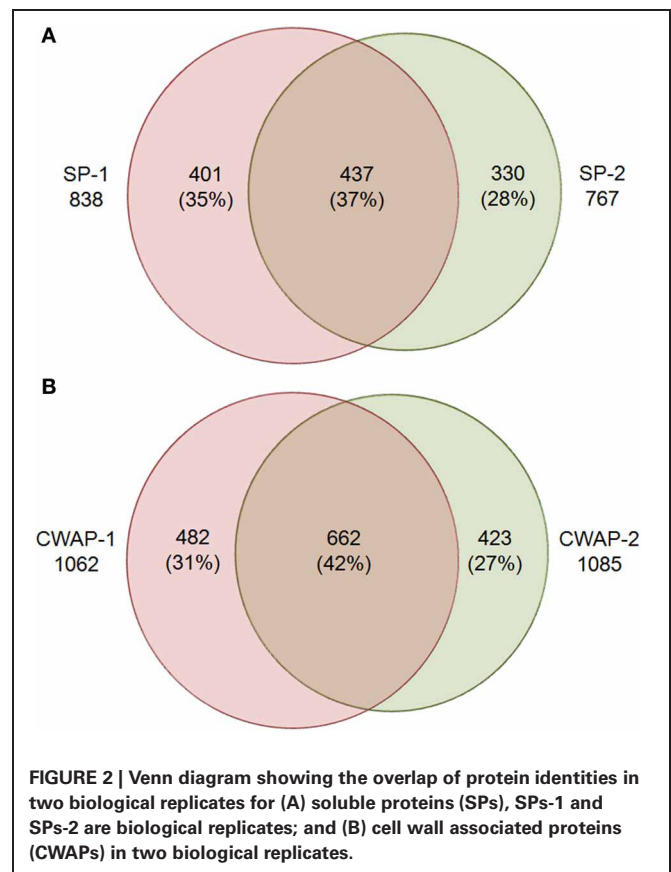 A
SP-1
838
401
(35%)
437
(37%)
330
(28%)
SP-2
767
B
CWAP-1
1062
482
(31%)
662
(42%)
423
(27%)
CWAP-2
1085
FIGURE 2 | Venn diagram showing the overlap of protein identities in
two biological replicates for (A) soluble proteins (SPs), SPs-1 and
SPs-2 are biological replicates; and (B) cell wall associated proteins
(CWAPs) in two biological replicates.